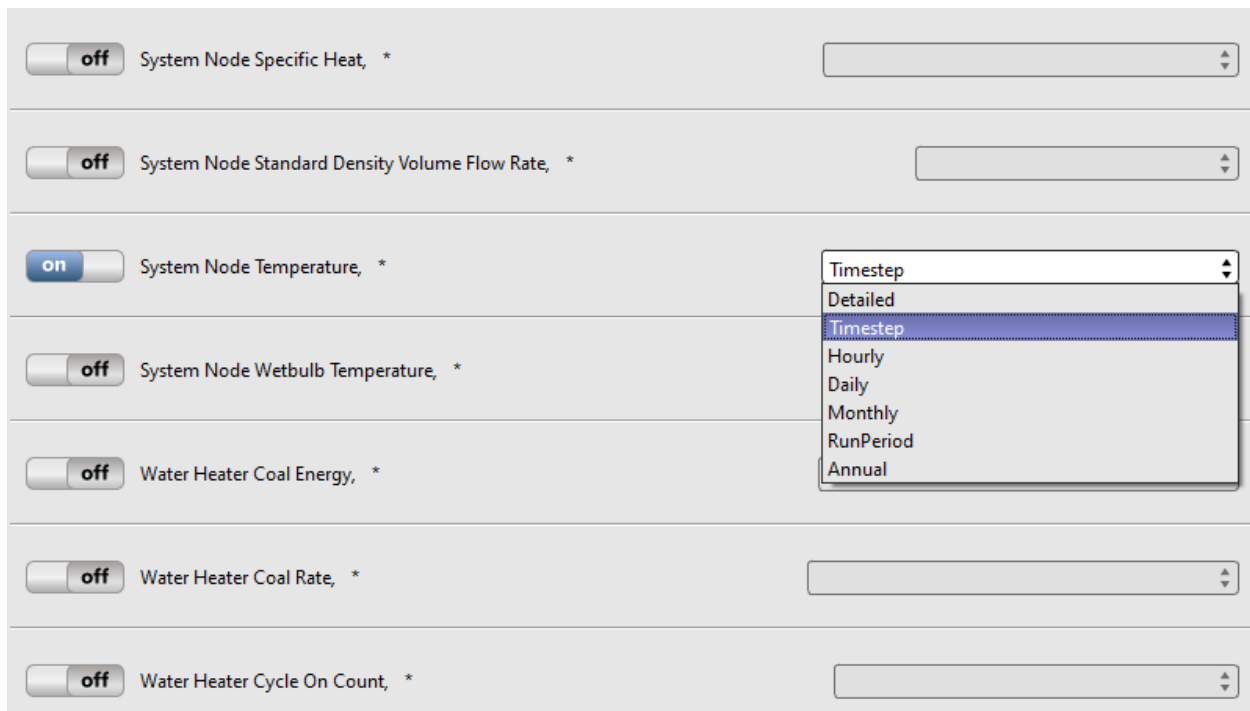 off System Node Specific Heat, *
off System Node Standard Density Volume Flow Rate, *
on System Node Temperature, * Timestep
Detailed
Timestep
Hourly
off System Node Wetbulb Temperature, *
Daily
Monthly
RunPeriod
Annual
off Water Heater Coal Energy, *
off Water Heater Coal Rate, *
off Water Heater Cycle On Count, *